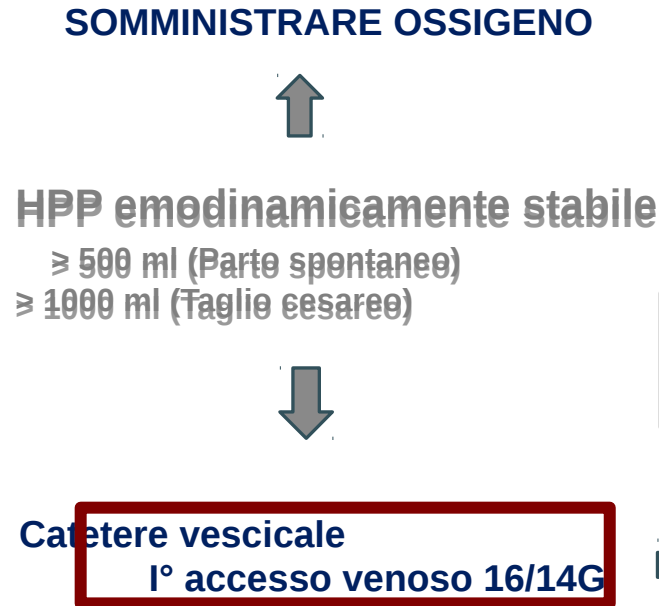 SOMMINISTRARE OSSIGENO
HPP emodinamicamente stabile
> 500 ml (Parto spontaneo)
> 1000 ml (Taglio cesareo)
Catetere vescicale
I° accesso venoso 16/14G